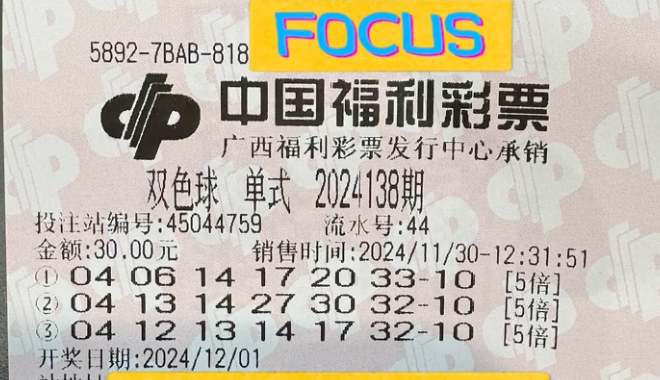 FOCUS
5892-7BAB-818
中国福利彩票
广西福利彩票发行中心承销
双色球 单式 2024138期
投注站编号:45044759 流水号:44
金额:30.00元 销售时间:2024/11/30-12:31:51
① 04 06 14 17 20 33-10 [5倍]
② 04 13 14 27 30 32-10 [5倍]
③ 04 12 13 14 17 32-10 [5倍]
开奖日期:2024/12/01